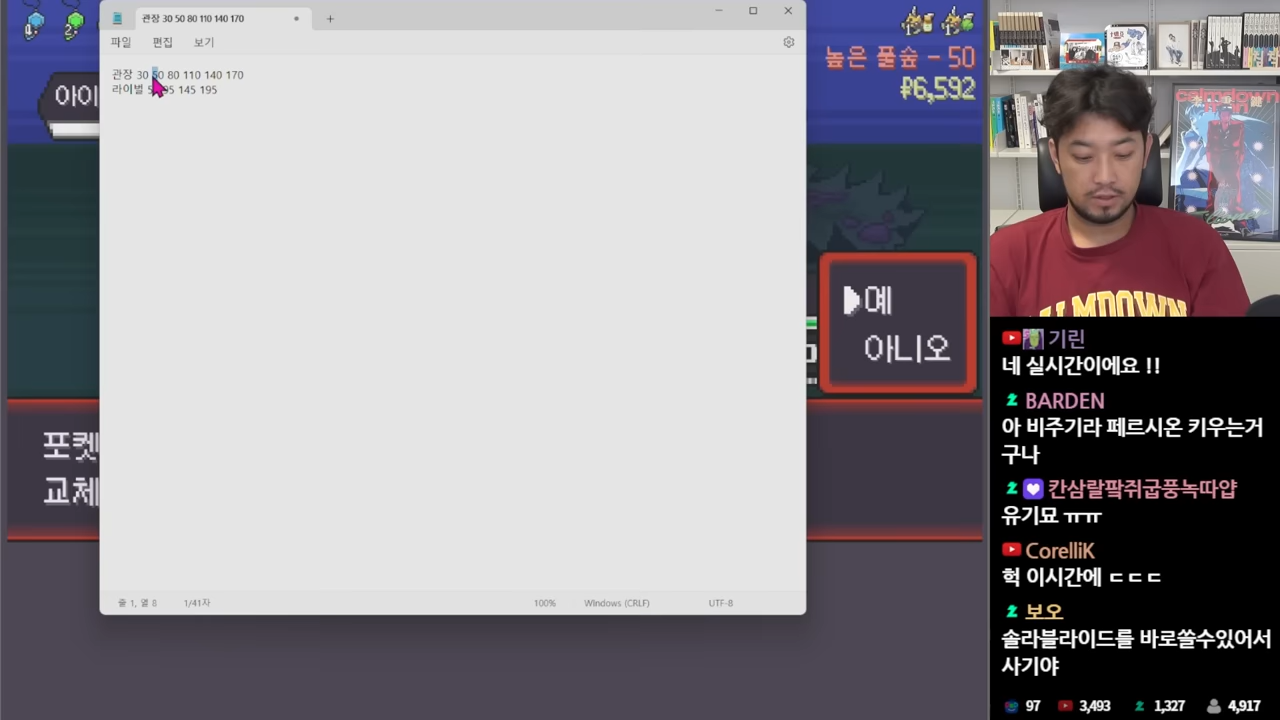 관장 30 50 80 110 140 170
파일 편집 보기
관장 30 50 80 110 140 170
라이벌 145 195
줄 1, 열 8 1/41자 100% Windows (CRLF) UTF-8
아이
높은 풀숲 - 50
₽6,592
예
아니오
포켓
교체
calmdown
기린
네 실시간이에요 !!
BARDEN
아 비주기라 페르시온 키우는거
구나
칸삼랄팦쥐굽풍녹따얍
유기묘 ㅠㅠ
CorelliK
헉 이시간에 ㄷㄷㄷ
보오
솔라블라이드를 바로쏠수있어서
사기야
97 3,493 1,327 4,917